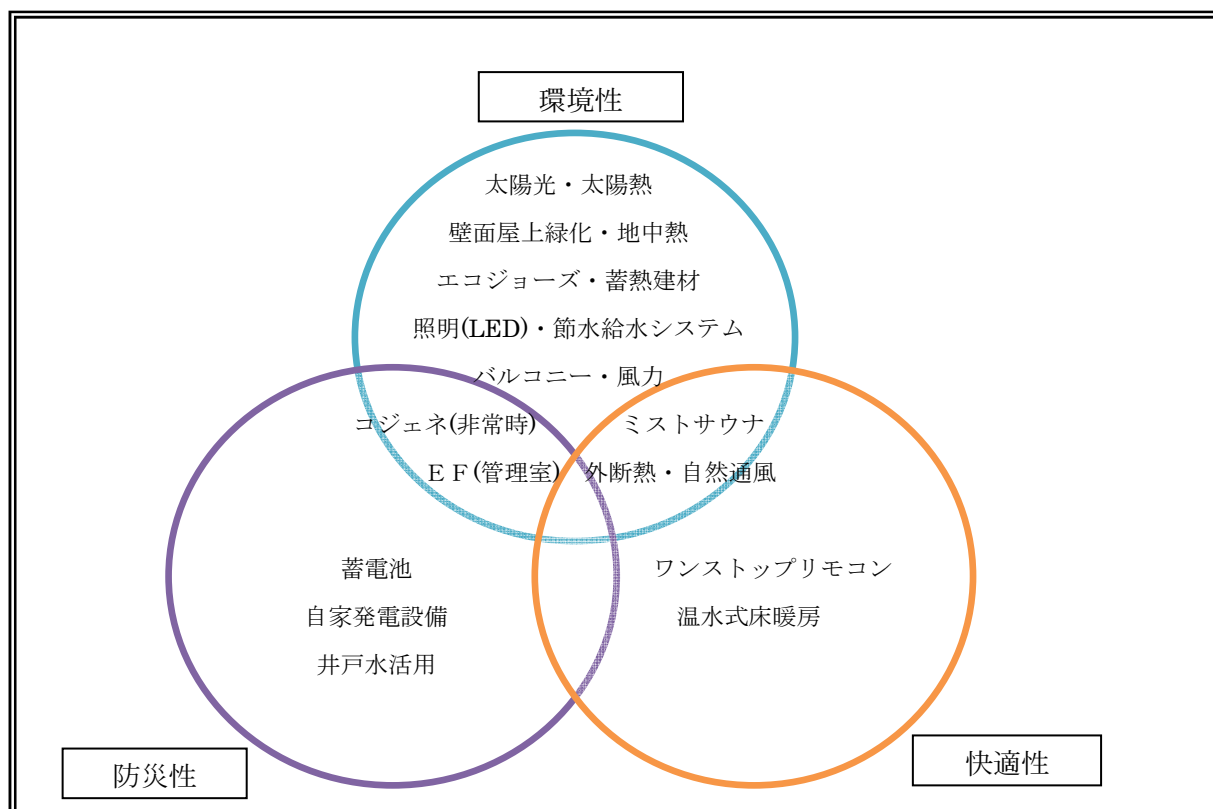 環境性
太陽光・太陽熱
壁面屋上緑化・地中熱
エコジョーズ・蓄熱建材
照明(LED)・節水給水システム
バルコニー・風力
コジェネ(非常時)　ミストサウナ
ＥＦ(管理室)　外断熱・自然通風
蓄電池　ワンストップリモコン
自家発電設備　温水式床暖房
井戸水活用
防災性　快適性